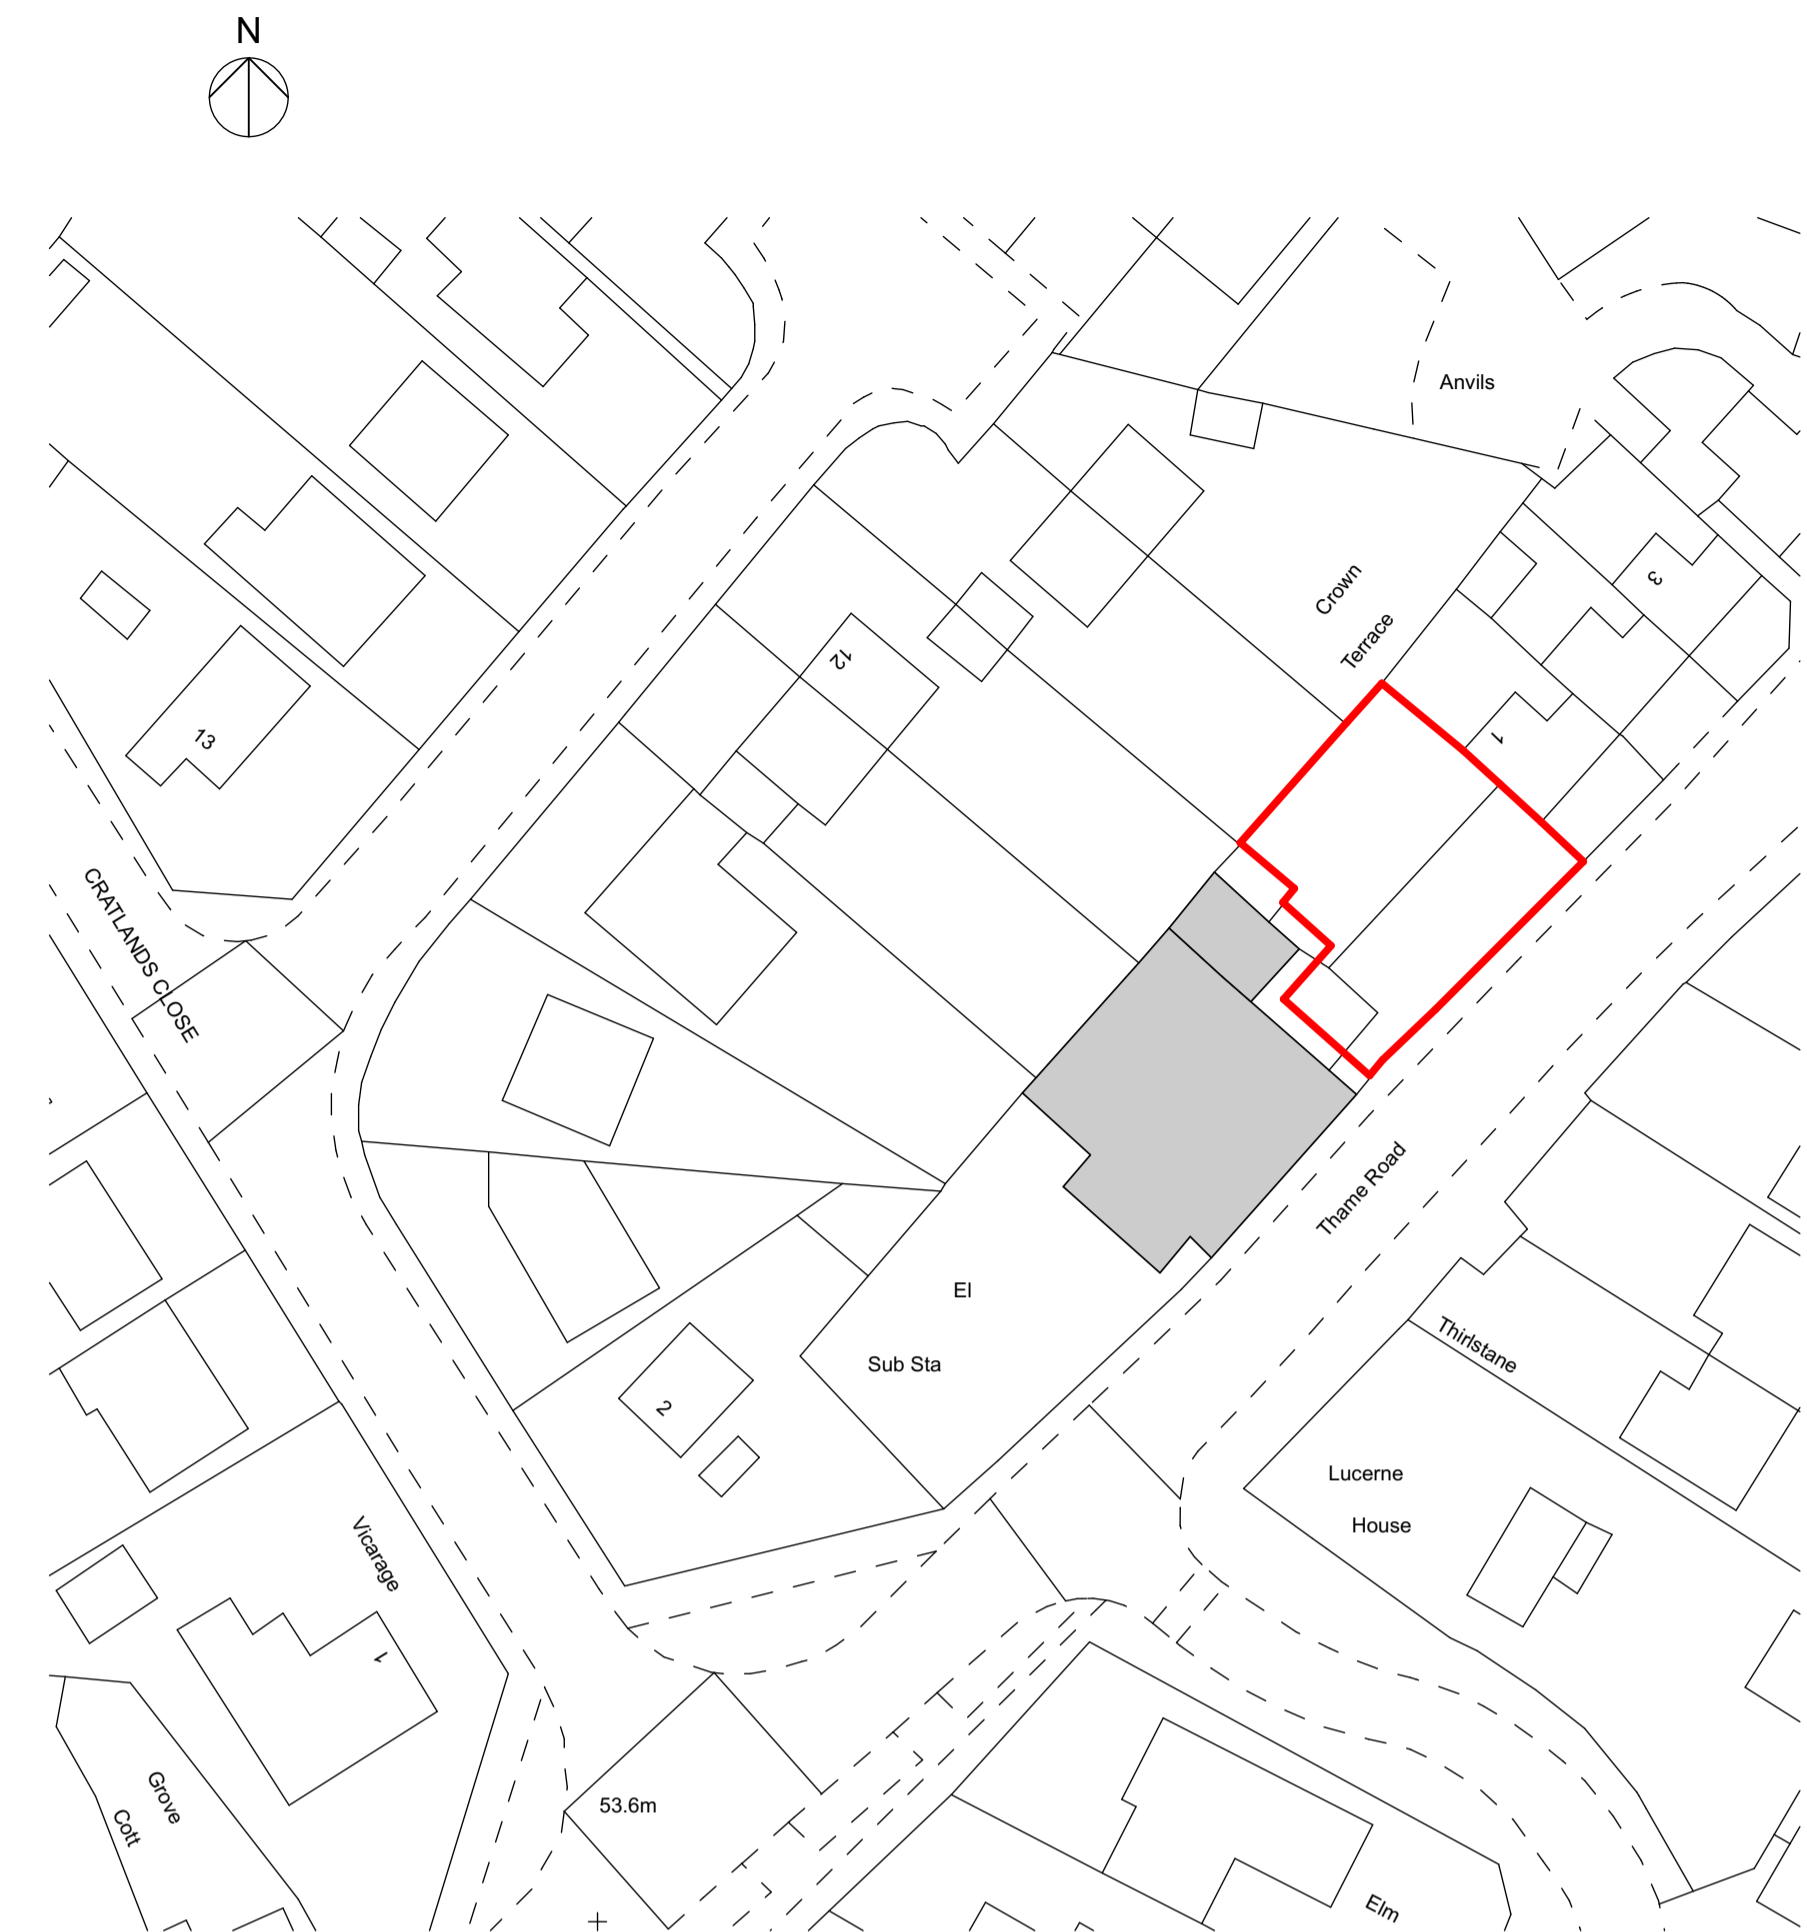 N
Anvils
Crown
Terrace
3
12
1
13
CRATLANDS CLOSE
Thame Road
El
Sub Sta
Thirlstane
2
Lucerne
House
Vicarage
1
Grove
Cott
53.6m
Elm